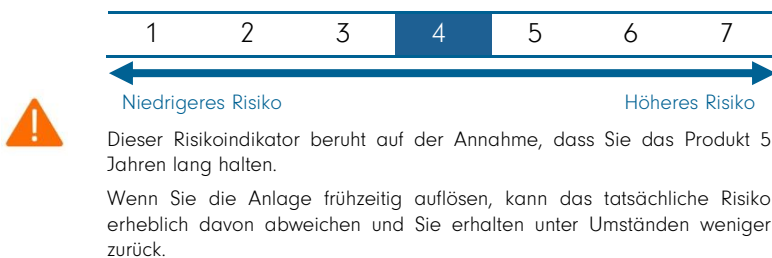 1 2 3 4 5 6 7
Niedrigeres Risiko Höheres Risiko
Dieser Risikoindikator beruht auf der Annahme, dass Sie das Produkt 5
Jahren lang halten.
Wenn Sie die Anlage frühzeitig auflösen, kann das tatsächliche Risiko
erheblich davon abweichen und Sie erhalten unter Umständen weniger
zurück.